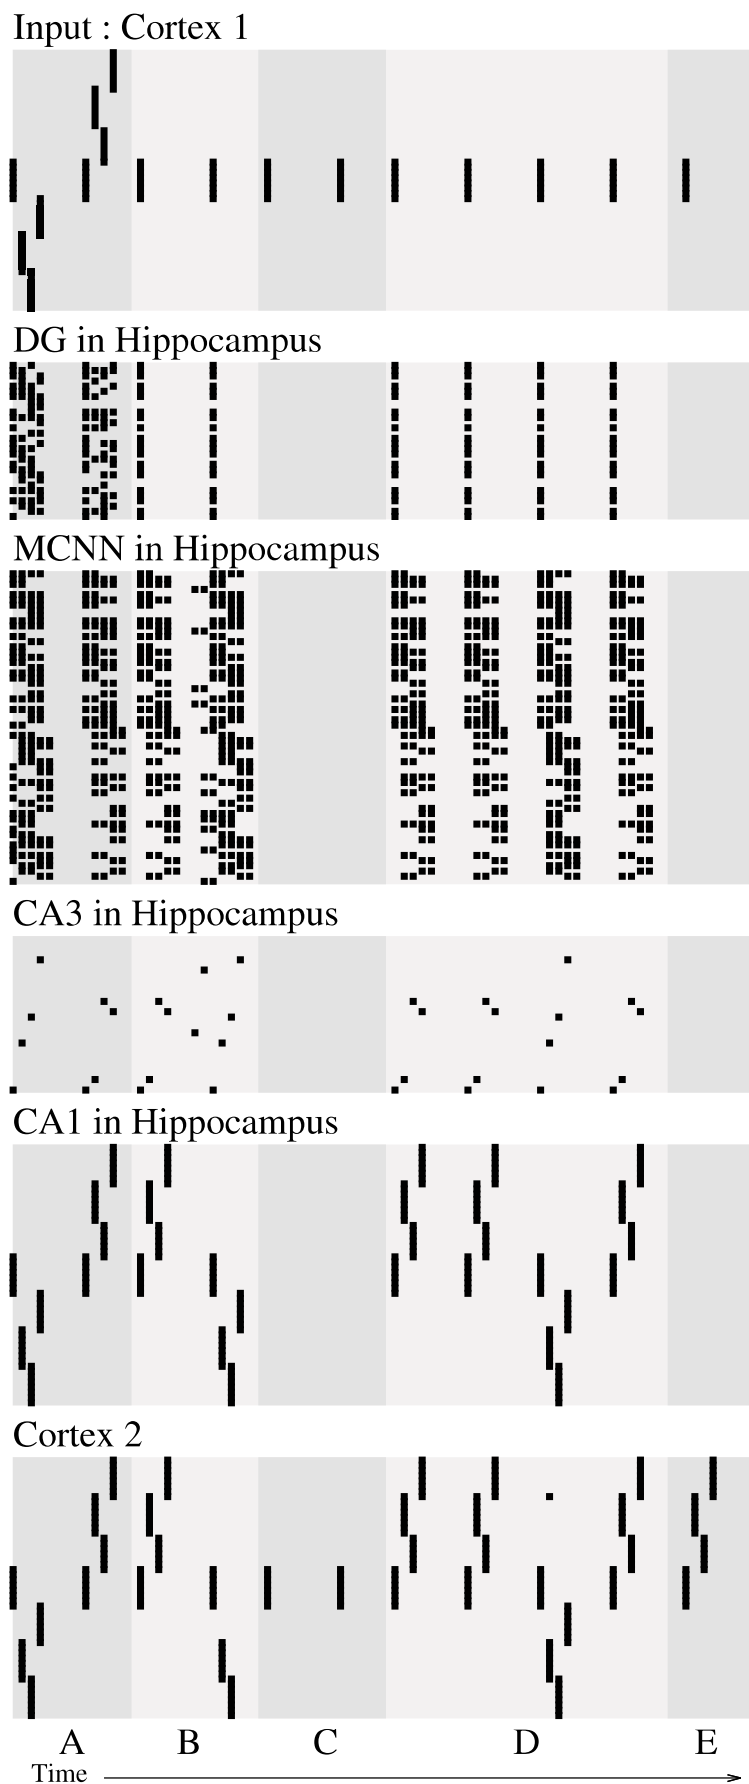 Input : Cortex 1
DG in Hippocampus
MCNN in Hippocampus
CA3 in Hippocampus
CA1 in Hippocampus
Cortex 2
A B C D E
Time